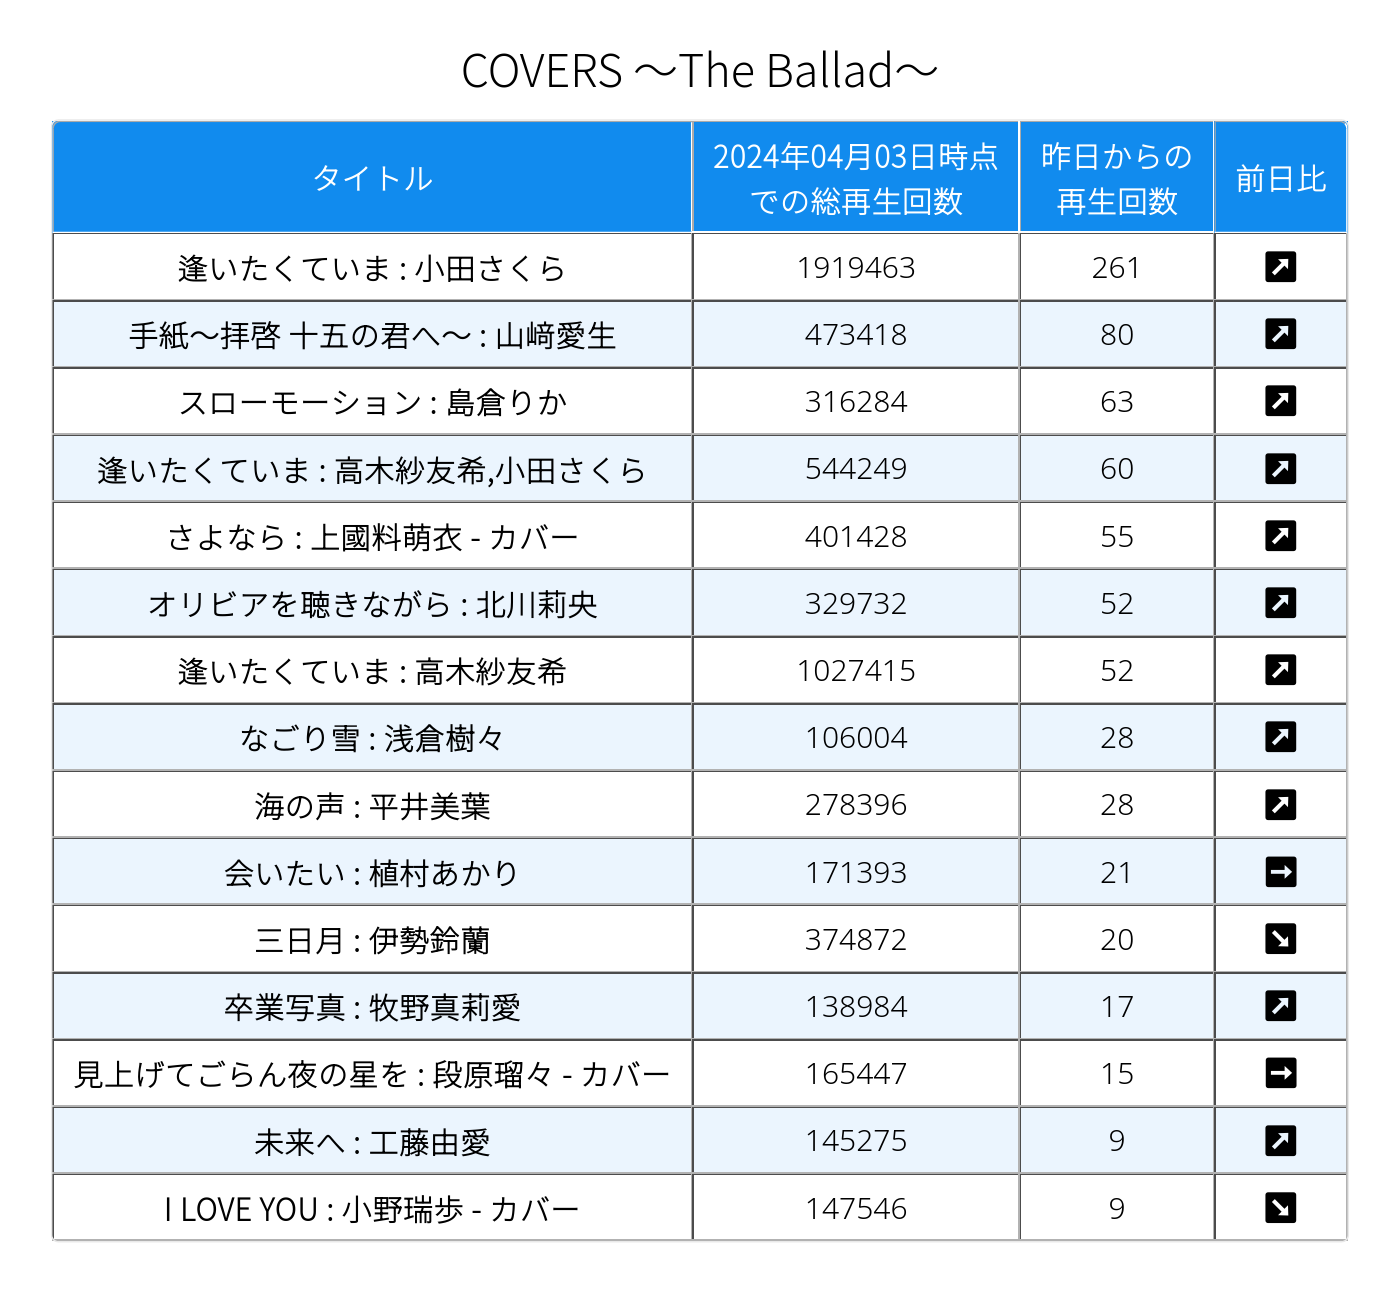 COVERS ～The Ballad～
タイトル
2024年04月03日時点
での総再生回数
昨日からの
再生回数
前日比
逢いたくていま : 小田さくら 1919463 261
手紙～拝啓 十五の君へ～ : 山﨑愛生 473418 80
スローモーション : 島倉りか 316284 63
逢いたくていま : 高木紗友希,小田さくら 544249 60
さよなら : 上國料萌衣 - カバー 401428 55
オリビアを聴きながら : 北川莉央 329732 52
逢いたくていま : 高木紗友希 1027415 52
なごり雪 : 浅倉樹々 106004 28
海の声 : 平井美葉 278396 28
会いたい : 植村あかり 171393 21
三日月 : 伊勢鈴蘭 374872 20
卒業写真 : 牧野真莉愛 138984 17
見上げてごらん夜の星を : 段原瑠々 - カバー 165447 15
未来へ : 工藤由愛 145275 9
I LOVE YOU : 小野瑞歩 - カバー 147546 9